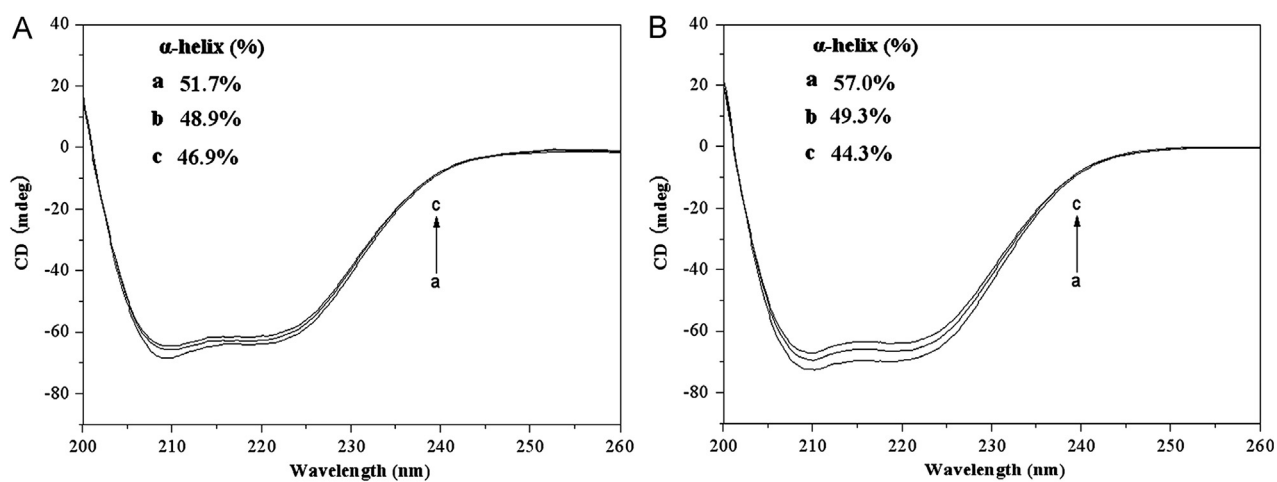 A
α-helix (%)
a 51.7%
b 48.9%
c 46.9%
40
20
0
-20
-40
-60
-80
CD (mdeg)
c
a
200 210 220 230 240 250 260
Wavelength (nm)
B
α-helix (%)
a 57.0%
b 49.3%
c 44.3%
40
20
0
-20
-40
-60
-80
CD (mdeg)
c
a
200 210 220 230 240 250 260
Wavelength (nm)